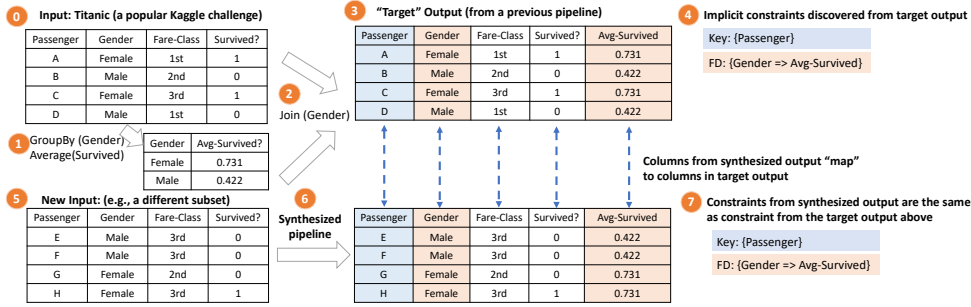 0 Input: Titanic (a popular Kaggle challenge)
Passenger Gender Fare-Class Survived?
A Female 1st 1
B Male 2nd 0
C Female 3rd 1
D Male 1st 0
1 GroupBy (Gender)
Average(Survived)
Gender Avg-Survived?
Female 0.731
Male 0.422
2
Join (Gender)
3 “Target” Output (from a previous pipeline)
Passenger Gender Fare-Class Survived? Avg-Survived
A Female 1st 1 0.731
B Male 2nd 0 0.422
C Female 3rd 1 0.731
D Male 1st 0 0.422
4 Implicit constraints discovered from target output
Key: {Passenger}
FD: {Gender => Avg-Survived}
Columns from synthesized output “map”
to columns in target output
5 New Input: (e.g., a different subset)
Passenger Gender Fare-Class Survived?
E Male 3rd 0
F Male 3rd 0
G Female 2nd 0
H Female 3rd 1
6
Synthesized
pipeline
Passenger Gender Fare-Class Survived? Avg-Survived
E Male 3rd 0 0.422
F Male 3rd 0 0.422
G Female 2nd 0 0.731
H Female 3rd 1 0.731
7 Constraints from synthesized output are the same
as constraint from the target output above
Key: {Passenger}
FD: {Gender => Avg-Survived}